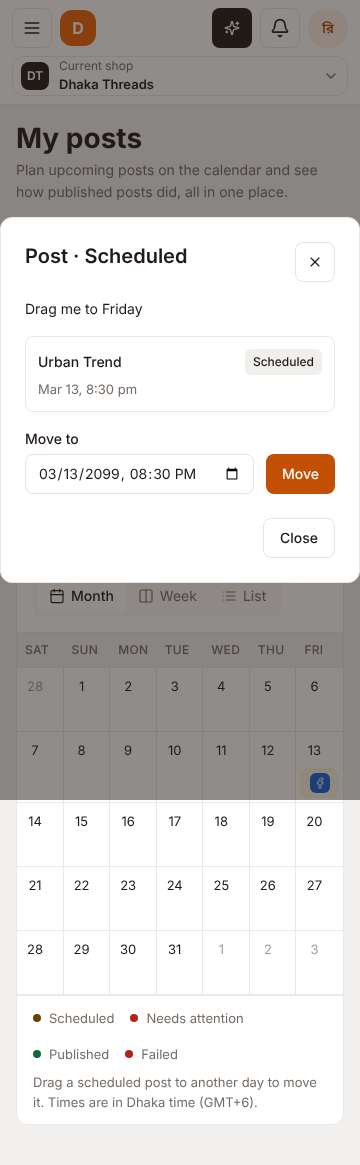 D
রি
DT
Current shop
Dhaka Threads
My posts
Plan upcoming posts on the calendar and see
how published posts did, all in one place.
Post · Scheduled
Drag me to Friday
Urban Trend
Scheduled
Mar 13, 8:30 pm
Move to
03/13/2099, 08:30 PM
Move
Close
Month Week List
SAT SUN MON TUE WED THU FRI
28 1 2 3 4 5 6
7 8 9 10 11 12 13
14 15 16 17 18 19 20
21 22 23 24 25 26 27
28 29 30 31 1 2 3
Scheduled Needs attention
Published Failed
Drag a scheduled post to another day to move
it. Times are in Dhaka time (GMT+6).